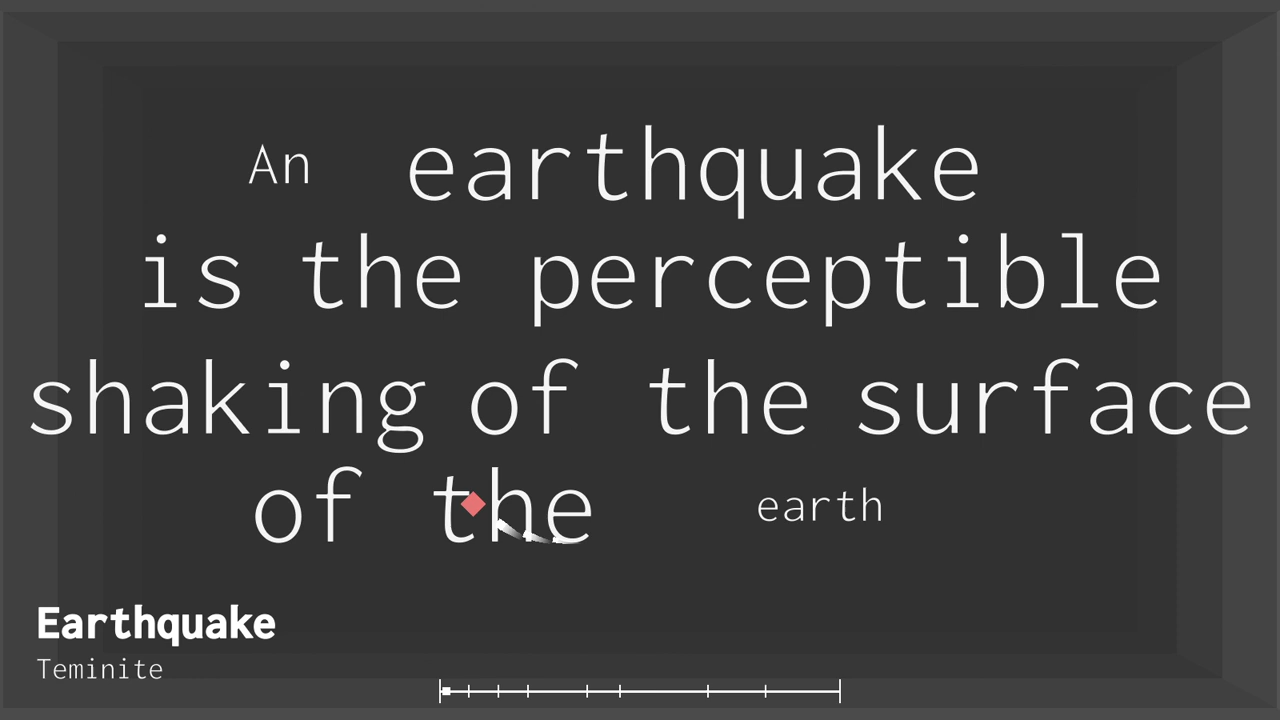 An earthquake
is the perceptible
shaking of the surface
of the earth
Earthquake
Teminite